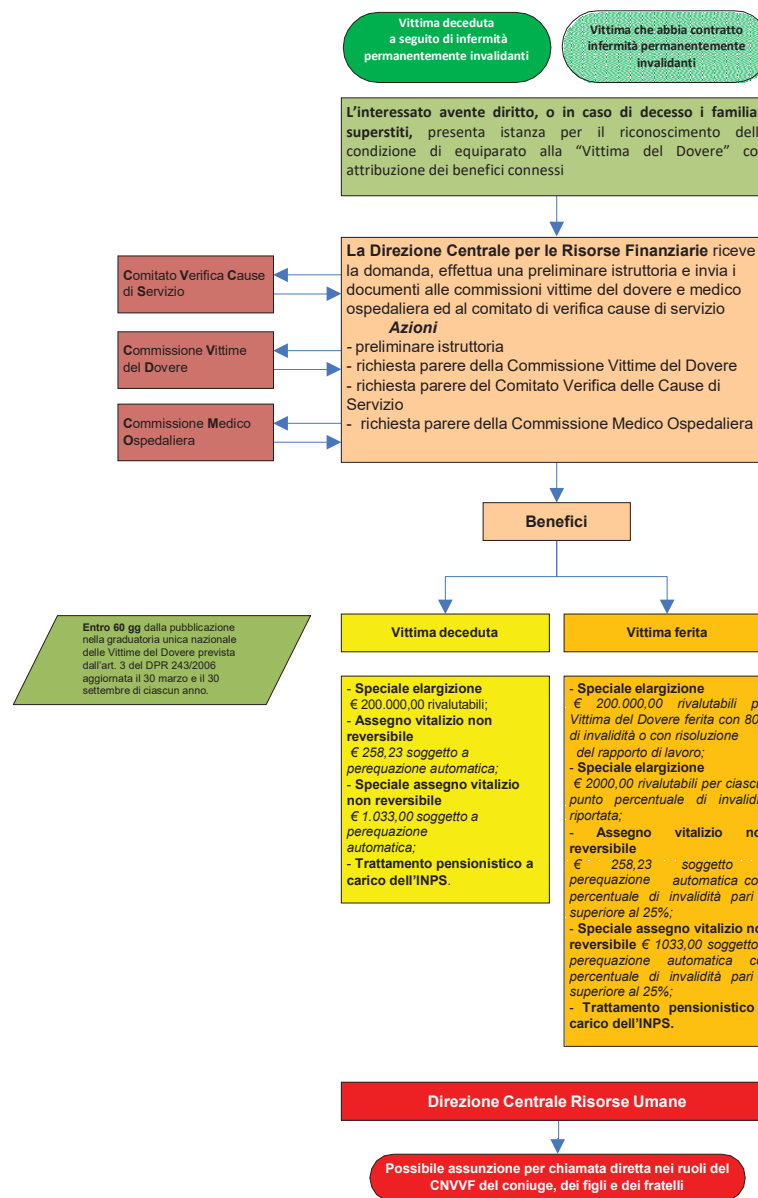 Vittima deceduta
a seguito di infermità
permanentemente invalidanti
Vittima che abbia contratto
infermità permanentemente
invalidanti
L'interessato avente diritto, o in caso di decesso i familia
superstiti, presenta istanza per il riconoscimento dell
condizione di equiparato alla "Vittima del Dovere" co
attribuzione dei benefici connessi
Comitato Verifica Cause
di Servizio
Commissione Vittime
del Dovere
Commissione Medico
Ospedaliera
La Direzione Centrale per le Risorse Finanziarie riceve
la domanda, effettua una preliminare istruttoria e invia i
documenti alle commissioni vittime del dovere e medico
ospedaliera ed al comitato di verifica cause di servizio
Azioni
- preliminare istruttoria
- richiesta parere della Commissione Vittime del Dovere
- richiesta parere del Comitato Verifica delle Cause di
Servizio
- richiesta parere della Commissione Medico Ospedaliera
Benefici
Entro 60 gg dalla pubblicazione
nella graduatoria unica nazionale
delle Vittime del Dovere prevista
dall'art. 3 del DPR 243/2006
aggiornata il 30 marzo e il 30
settembre di ciascun anno.
Vittima deceduta
- Speciale elargizione
€ 200.000,00 rivalutabili;
- Assegno vitalizio non
reversibile
€ 258,23 soggetto a
perequazione automatica;
- Speciale assegno vitalizio
non reversibile
€ 1.033,00 soggetto a
perequazione
automatica;
- Trattamento pensionistico a
carico dell'INPS.
Vittima ferita
- Speciale elargizione
€ 200.000,00 rivalutabili p
Vittima del Dovere ferita con 80
di invalidità o con risoluzione
del rapporto di lavoro;
- Speciale elargizione
€ 2000,00 rivalutabili per ciascu
punto percentuale di invalidi
riportata;
- Assegno vitalizio no
reversibile
€ 258,23 soggetto
perequazione automatica co
percentuale di invalidità pari
superiore al 25%;
- Speciale assegno vitalizio no
reversibile € 1033,00 soggetto
perequazione automatica co
percentuale di invalidità pari
superiore al 25%;
- Trattamento pensionistico
carico dell'INPS.
Direzione Centrale Risorse Umane
Possibile assunzione per chiamata diretta nei ruoli del
CNVVF del coniuge, dei figli e dei fratelli